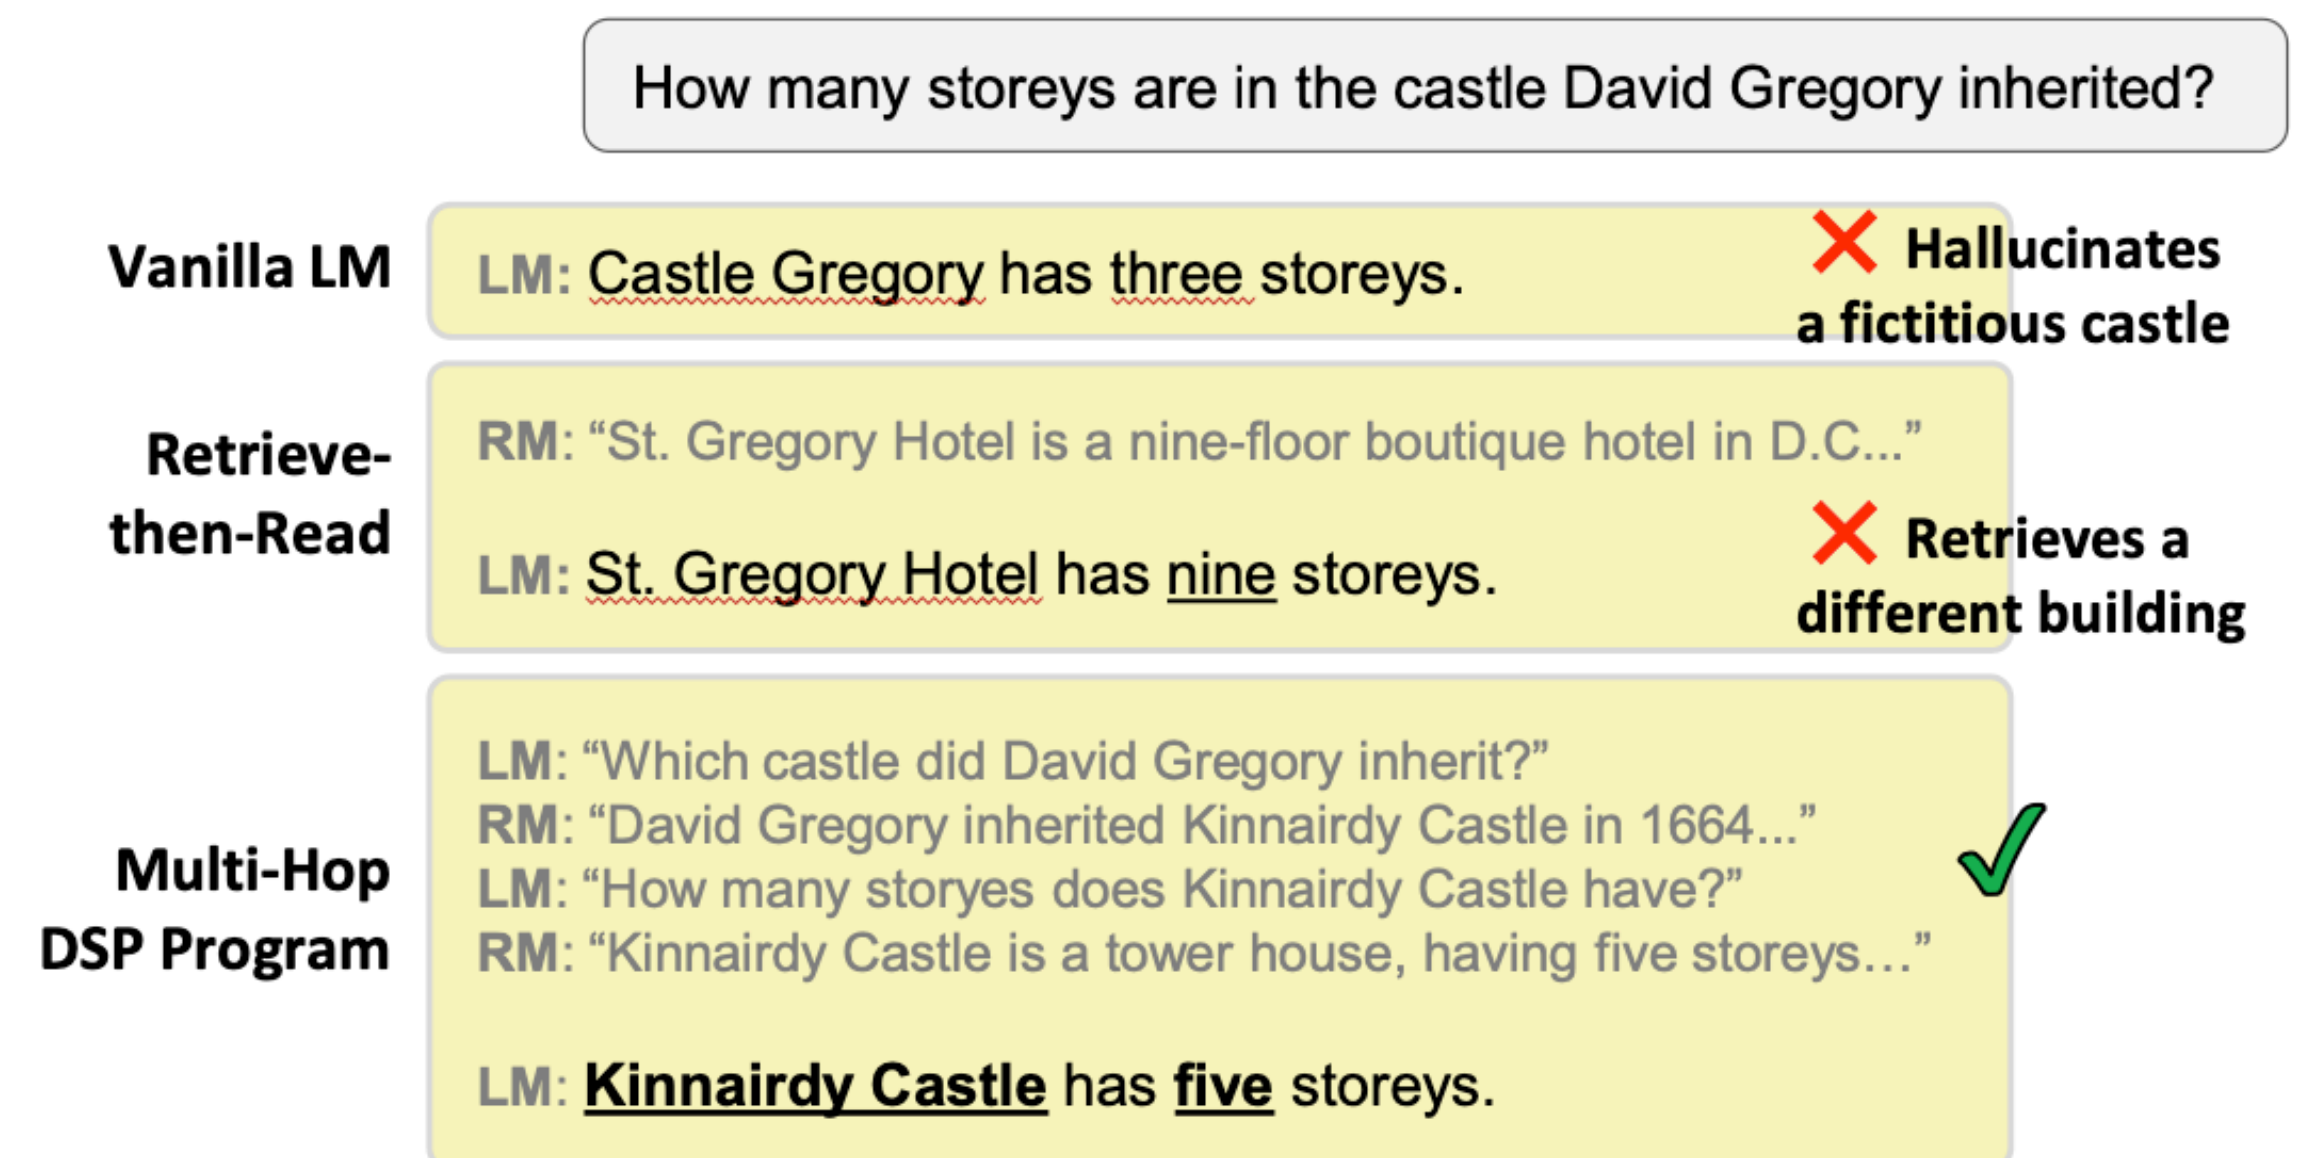 How many storeys are in the castle David Gregory inherited?
Vanilla LM
LM: Castle Gregory has three storeys.
Hallucinates
a fictitious castle
Retrieve-
then-Read
RM: “St. Gregory Hotel is a nine-floor boutique hotel in D.C...”
LM: St. Gregory Hotel has nine storeys.
Retrieves a
different building
Multi-Hop
DSP Program
LM: “Which castle did David Gregory inherit?”
RM: “David Gregory inherited Kinnairdy Castle in 1664...”
LM: “How many storyes does Kinnairdy Castle have?”
RM: “Kinnairdy Castle is a tower house, having five storeys…”
LM: Kinnairdy Castle has five storeys.